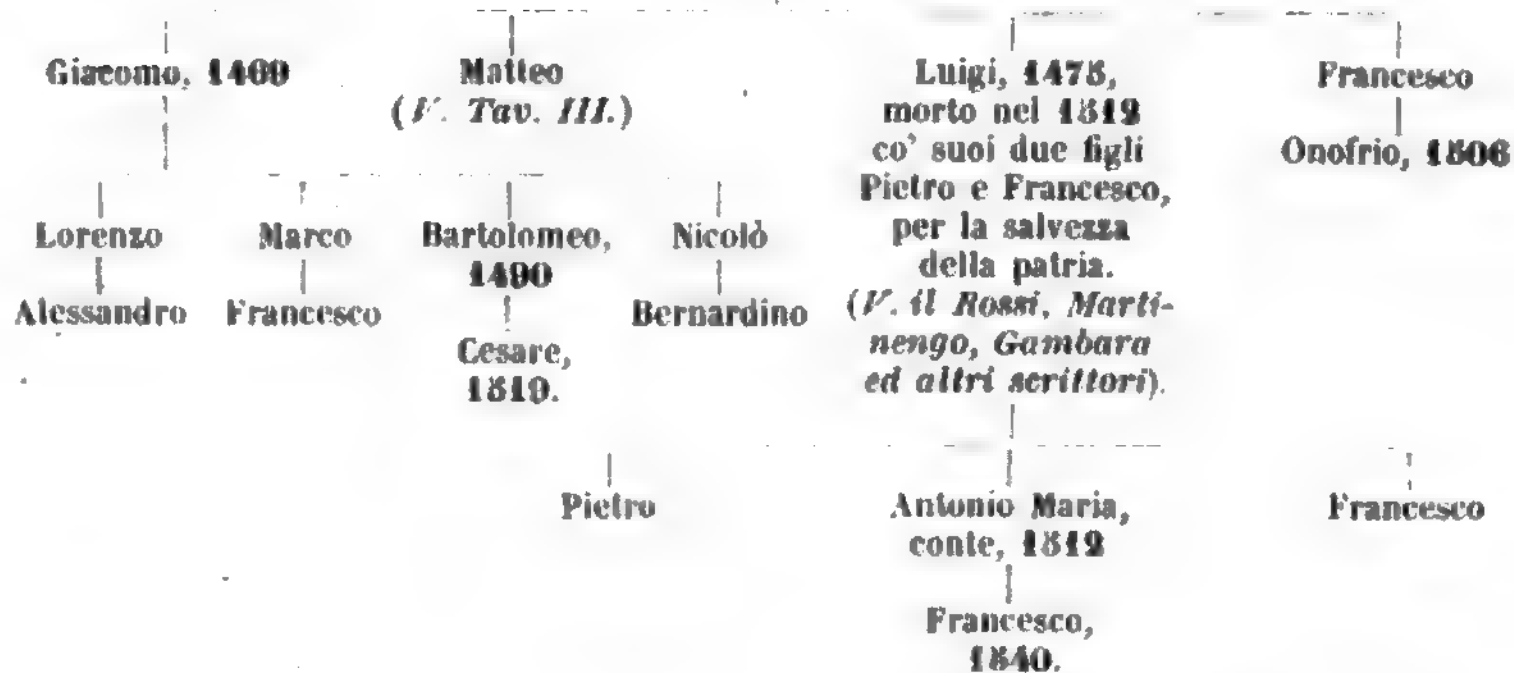 Giacomo, 1460
Matteo
(V. Tav. III.)
Luigi, 1475,
morto nel 1512
co' suoi due figli
Pietro e Francesco,
per la salvezza
della patria.
(V. il Rossi, Marti-
nengo, Gambara
ed altri scrittori).
Francesco
Onofrio, 1506
Lorenzo
Alessandro
Marco
Francesco
Bartolomeo,
1490
Cesare,
1519.
Nicolò
Bernardino
Pietro
Antonio Maria,
conte, 1512
Francesco,
1540.
Francesco